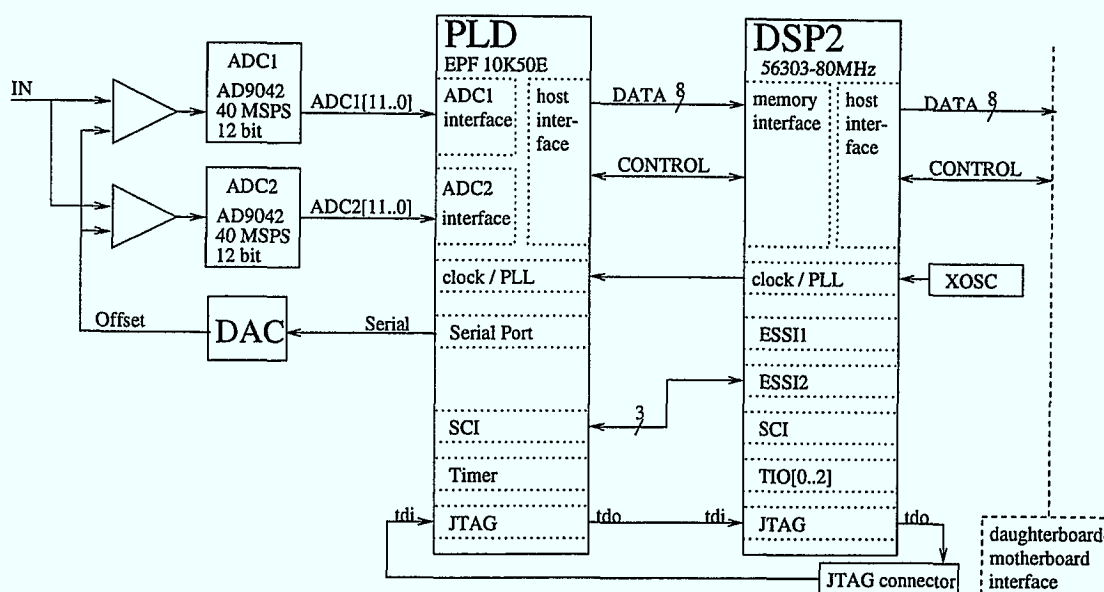 PLD
EPF 10K50E
DSP2
56303-80MHz
IN
ADC1
AD9042
40 MSPS
12 bit
ADC1[11..0]
ADC1
interface
host
inter-
face
DATA 8
memory
interface
host
inter-
face
DATA 8
CONTROL
CONTROL
ADC2
AD9042
40 MSPS
12 bit
ADC2[11..0]
ADC2
interface
clock / PLL
clock / PLL
XOSC
Offset
DAC
Serial
Serial Port
ESSI1
ESSI2
3
SCI
SCI
Timer
TIO[0..2]
tdi
JTAG
tdo
tdi
JTAG
tdo
JTAG connector
daughterboard-
motherboard
interface